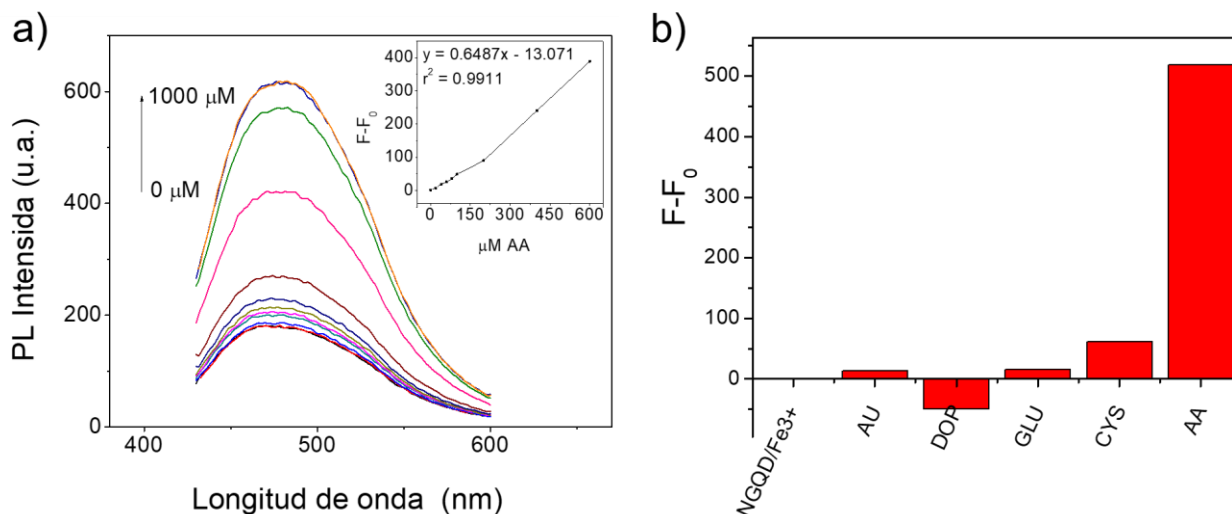 a)
PL Intensida (u.a.)
600
400
200
0
1000 μM
0 μM
y = 0.6487x - 13.071
r² = 0.9911
F-F₀
400
300
200
100
0
0 150 300 450 600
μM AA
400 500 600
Longitud de onda (nm)
b)
F-F₀
500
400
300
200
100
0
NGQD/Fe3+
AU
DOP
GLU
CYS
AA